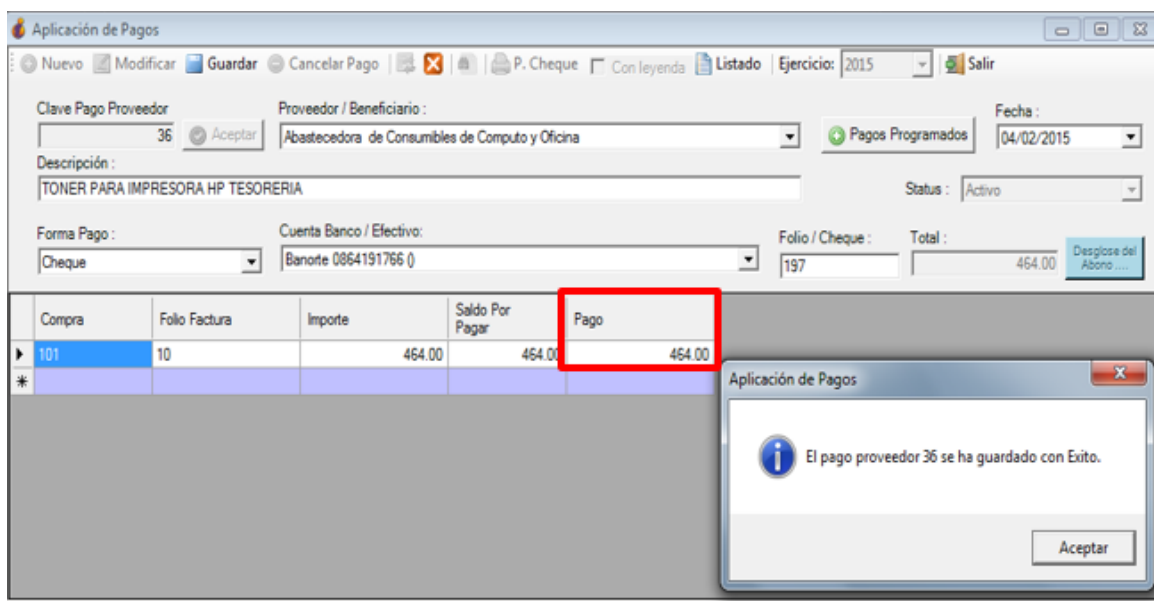 Aplicación de Pagos
Nuevo Modificar Guardar Cancelar Pago P. Cheque Con leyenda Listado Ejercicio: 2015 Salir
Clave Pago Proveedor Proveedor / Beneficiario : Fecha :
36 Aceptar Abastecedora de Consumibles de Computo y Oficina Pagos Programados 04/02/2015
Descripción :
TONER PARA IMPRESORA HP TESORERIA Status : Activo
Forma Pago : Cuenta Banco / Efectivo: Folio / Cheque : Total :
Cheque Banorte 0864191766 () 197 464.00 Desglose del Abono ....
Compra Folio Factura Importe Saldo Por Pagar Pago
101 10 464.00 464.00 464.00
Aplicación de Pagos
El pago proveedor 36 se ha guardado con Exito.
Aceptar